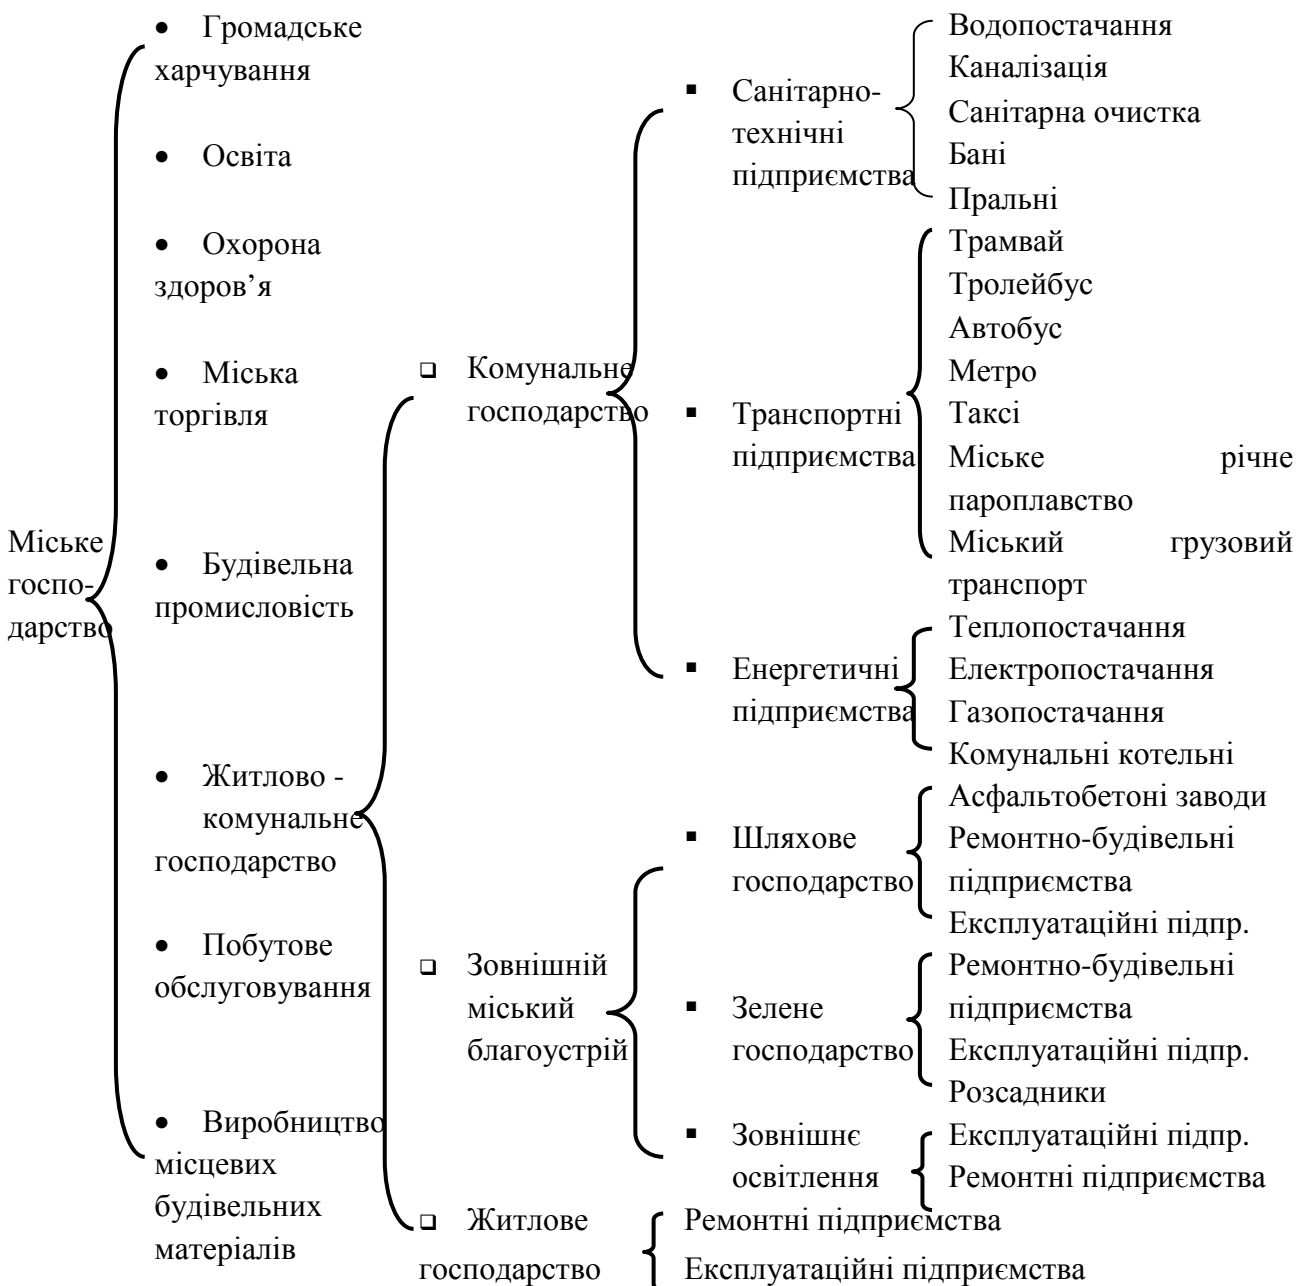 Міське
госпо-
дарство
• Громадське
харчування
• Освіта
• Охорона
здоров’я
• Міська
торгівля
• Будівельна
промисловість
• Житлово -
комунальне
господарство
• Побутове
обслуговування
• Виробництво
місцевих
будівельних
матеріалів
❑ Комунальне
господарство
❑ Зовнішній
міський
благоустрій
❑ Житлове
господарство
▪ Санітарно-
технічні
підприємства
▪ Транспортні
підприємства
▪ Енергетичні
підприємства
▪ Шляхове
господарство
▪ Зелене
господарство
▪ Зовнішнє
освітлення
Ремонтні підприємства
Експлуатаційні підприємства
Водопостачання
Каналізація
Санітарна очистка
Бані
Пральні
Трамвай
Тролейбус
Автобус
Метро
Таксі
Міське річне
пароплавство
Міський грузовий
транспорт
Теплопостачання
Електропостачання
Газопостачання
Комунальні котельні
Асфальтобетоні заводи
Ремонтно-будівельні
підприємства
Експлуатаційні підпр.
Ремонтно-будівельні
підприємства
Експлуатаційні підпр.
Розсадники
Експлуатаційні підпр.
Ремонтні підприємства